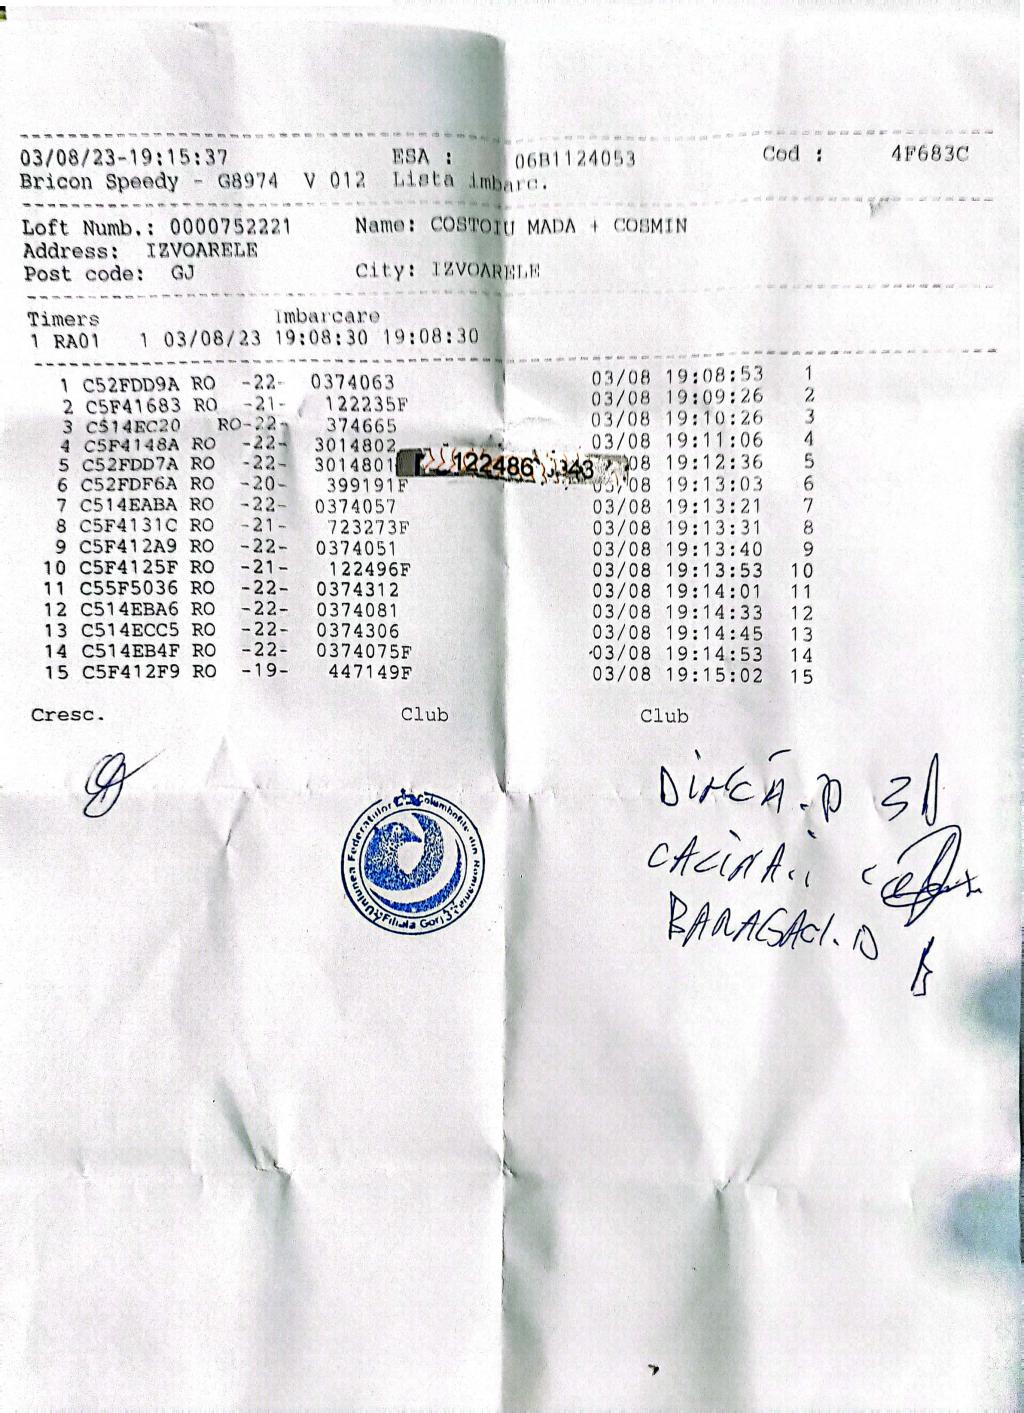 03/08/23-19:15:37 ESA : 06B1124053 Cod : 4F683C
Bricon Speedy - G8974 V 012 Lista imbarc.
Loft Numb.: 0000752221 Name: COSTOIU MADA + COSMIN
Address: IZVOARELE
Post code: GJ City: IZVOARELE
Timers Imbarcare
1 RA01 1 03/08/23 19:08:30 19:08:30
1 C52FDD9A RO -22- 0374063 03/08 19:08:53 1
2 C5F41683 RO -21- 122235F 03/08 19:09:26 2
3 C514EC20 RO-22- 374665 03/08 19:10:26 3
4 C5F4148A RO -22- 3014802 03/08 19:11:06 4
5 C52FDD7A RO -22- 3014801 122486 343 08 19:12:36 5
6 C52FDF6A RO -20- 399191F 03/08 19:13:03 6
7 C514EABA RO -22- 0374057 03/08 19:13:21 7
8 C5F4131C RO -21- 723273F 03/08 19:13:31 8
9 C5F412A9 RO -22- 0374051 03/08 19:13:40 9
10 C5F4125F RO -21- 122496F 03/08 19:13:53 10
11 C55F5036 RO -22- 0374312 03/08 19:14:01 11
12 C514EBA6 RO -22- 0374081 03/08 19:14:33 12
13 C514ECC5 RO -22- 0374306 03/08 19:14:45 13
14 C514EB4F RO -22- 0374075F 03/08 19:14:53 14
15 C5F412F9 RO -19- 447149F 03/08 19:15:02 15
Cresc. Club Club
Uniunea Federatiilor Columbofile din România
Filiala Gorj